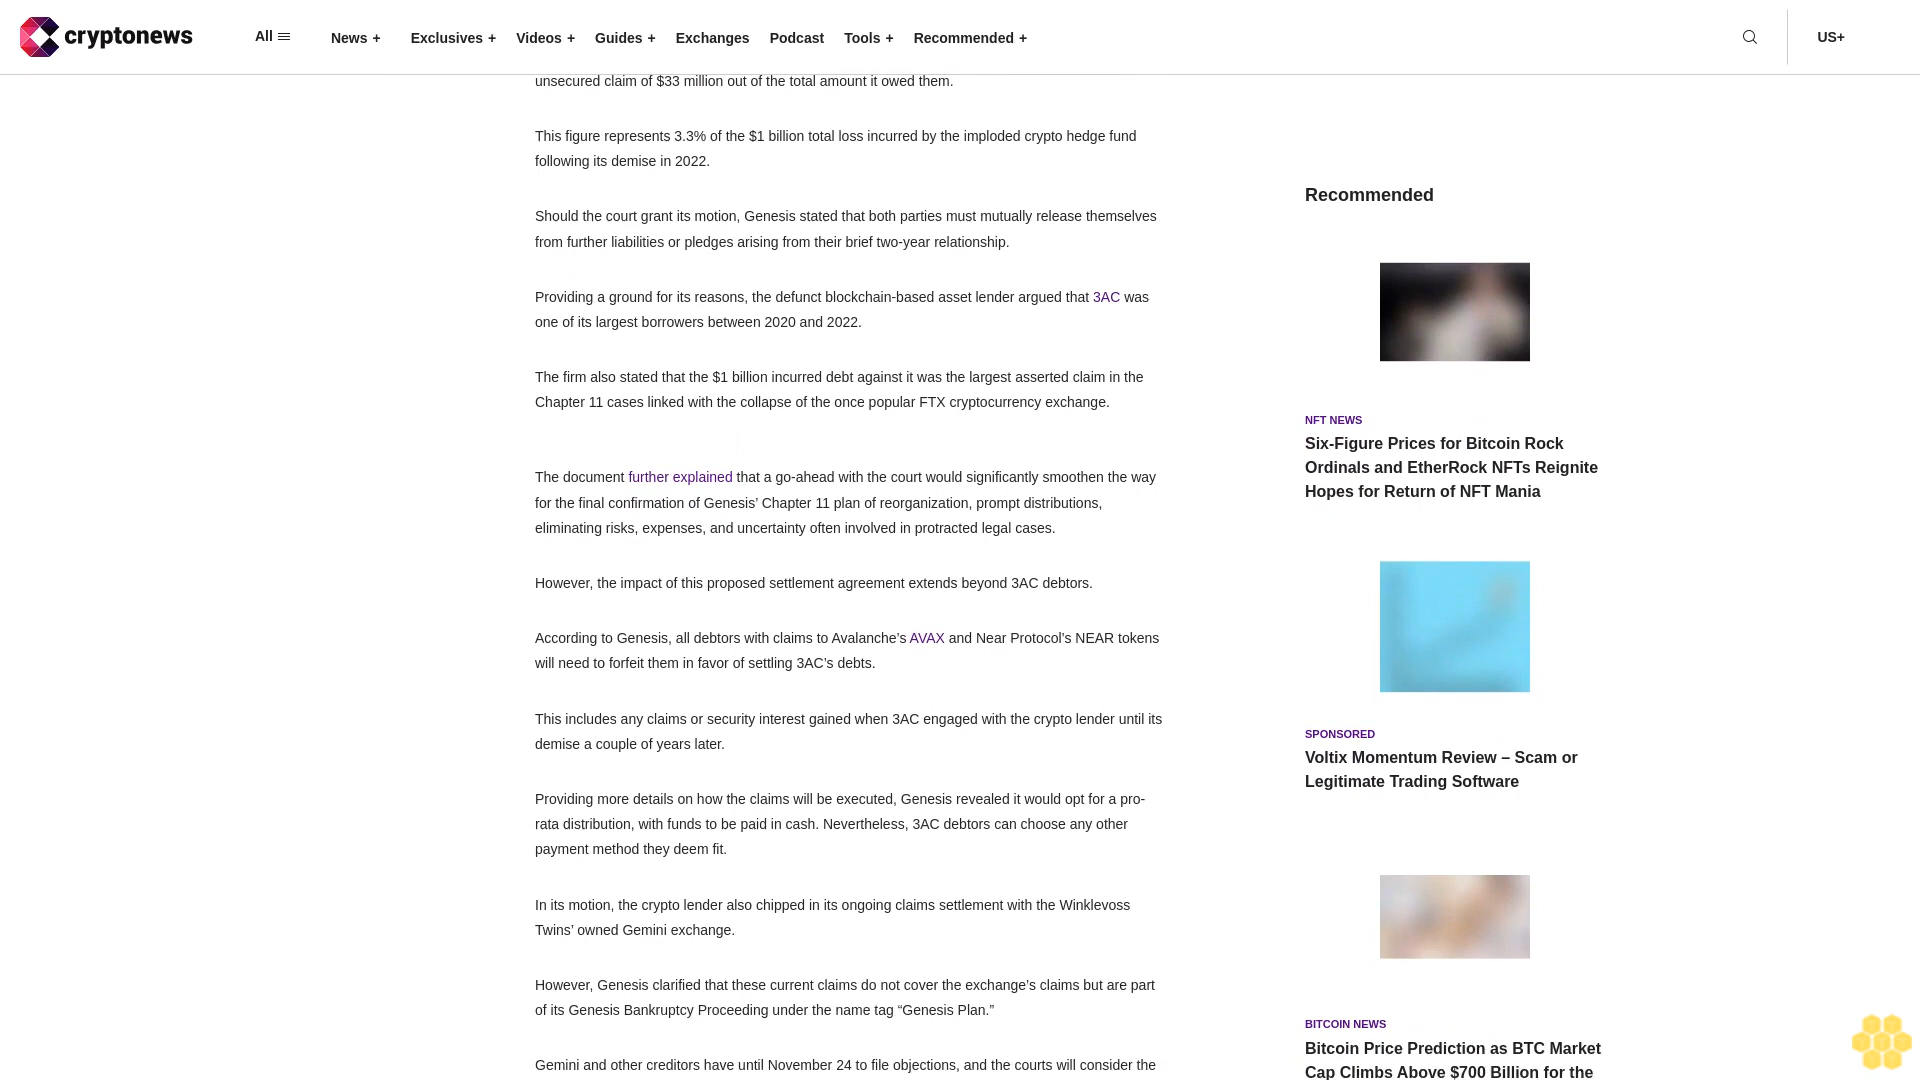 cryptonews
All
News +
Exclusives +
Videos +
Guides +
Exchanges
Podcast
Tools +
Recommended +
US+
unsecured claim of $33 million out of the total amount it owed them.
This figure represents 3.3% of the $1 billion total loss incurred by the imploded crypto hedge fund
following its demise in 2022.
Should the court grant its motion, Genesis stated that both parties must mutually release themselves
from further liabilities or pledges arising from their brief two-year relationship.
Providing a ground for its reasons, the defunct blockchain-based asset lender argued that 3AC was
one of its largest borrowers between 2020 and 2022.
The firm also stated that the $1 billion incurred debt against it was the largest asserted claim in the
Chapter 11 cases linked with the collapse of the once popular FTX cryptocurrency exchange.
The document further explained that a go-ahead with the court would significantly smoothen the way
for the final confirmation of Genesis’ Chapter 11 plan of reorganization, prompt distributions,
eliminating risks, expenses, and uncertainty often involved in protracted legal cases.
However, the impact of this proposed settlement agreement extends beyond 3AC debtors.
According to Genesis, all debtors with claims to Avalanche’s AVAX and Near Protocol’s NEAR tokens
will need to forfeit them in favor of settling 3AC’s debts.
This includes any claims or security interest gained when 3AC engaged with the crypto lender until its
demise a couple of years later.
Providing more details on how the claims will be executed, Genesis revealed it would opt for a pro-
rata distribution, with funds to be paid in cash. Nevertheless, 3AC debtors can choose any other
payment method they deem fit.
In its motion, the crypto lender also chipped in its ongoing claims settlement with the Winklevoss
Twins’ owned Gemini exchange.
However, Genesis clarified that these current claims do not cover the exchange’s claims but are part
of its Genesis Bankruptcy Proceeding under the name tag “Genesis Plan.”
Gemini and other creditors have until November 24 to file objections, and the courts will consider the
Recommended
NFT NEWS
Six-Figure Prices for Bitcoin Rock
Ordinals and EtherRock NFTs Reignite
Hopes for Return of NFT Mania
SPONSORED
Voltix Momentum Review – Scam or
Legitimate Trading Software
BITCOIN NEWS
Bitcoin Price Prediction as BTC Market
Cap Climbs Above $700 Billion for the